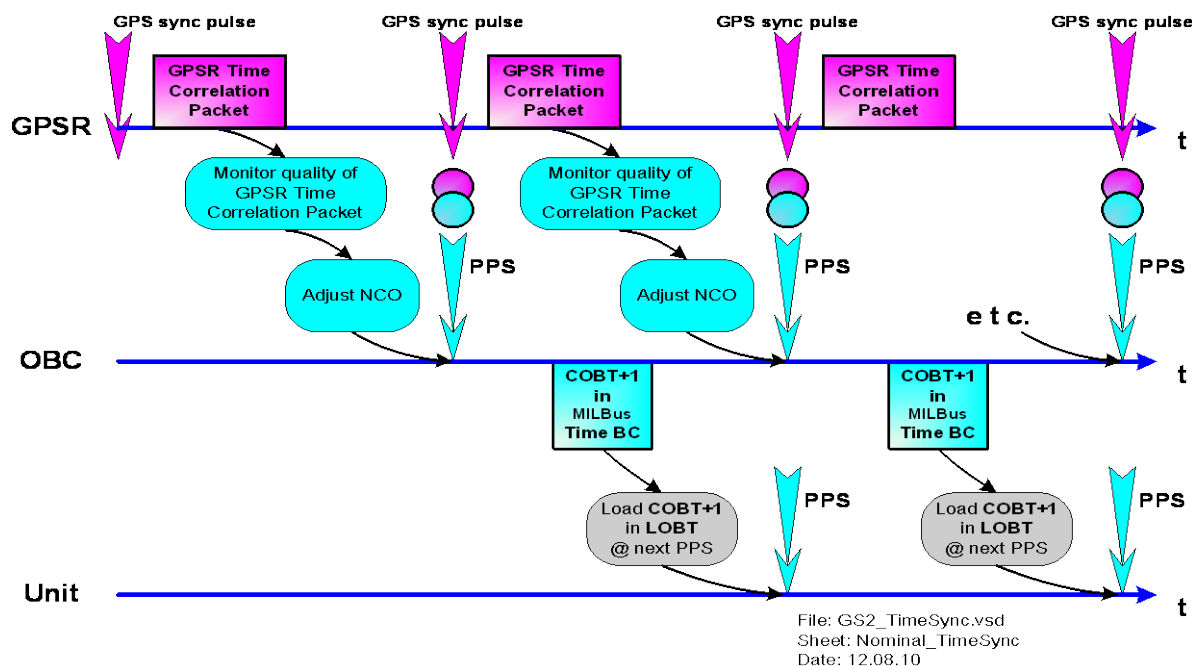 GPS sync pulse
GPS sync pulse
GPS sync pulse
GPS sync pulse
GPSR Time
Correlation
Packet
GPSR Time
Correlation
Packet
GPSR Time
Correlation
Packet
GPSR
t
Monitor quality of
GPSR Time
Correlation Packet
Monitor quality of
GPSR Time
Correlation Packet
PPS
PPS
PPS
Adjust NCO
Adjust NCO
etc.
OBC
t
COBT+1
in
MILBus
Time BC
COBT+1
in
MILBus
Time BC
Load COBT+1
in LOBT
@ next PPS
PPS
Load COBT+1
in LOBT
@ next PPS
PPS
Unit
t
File: GS2_TimeSync.vsd
Sheet: Nominal_TimeSync
Date: 12.08.10